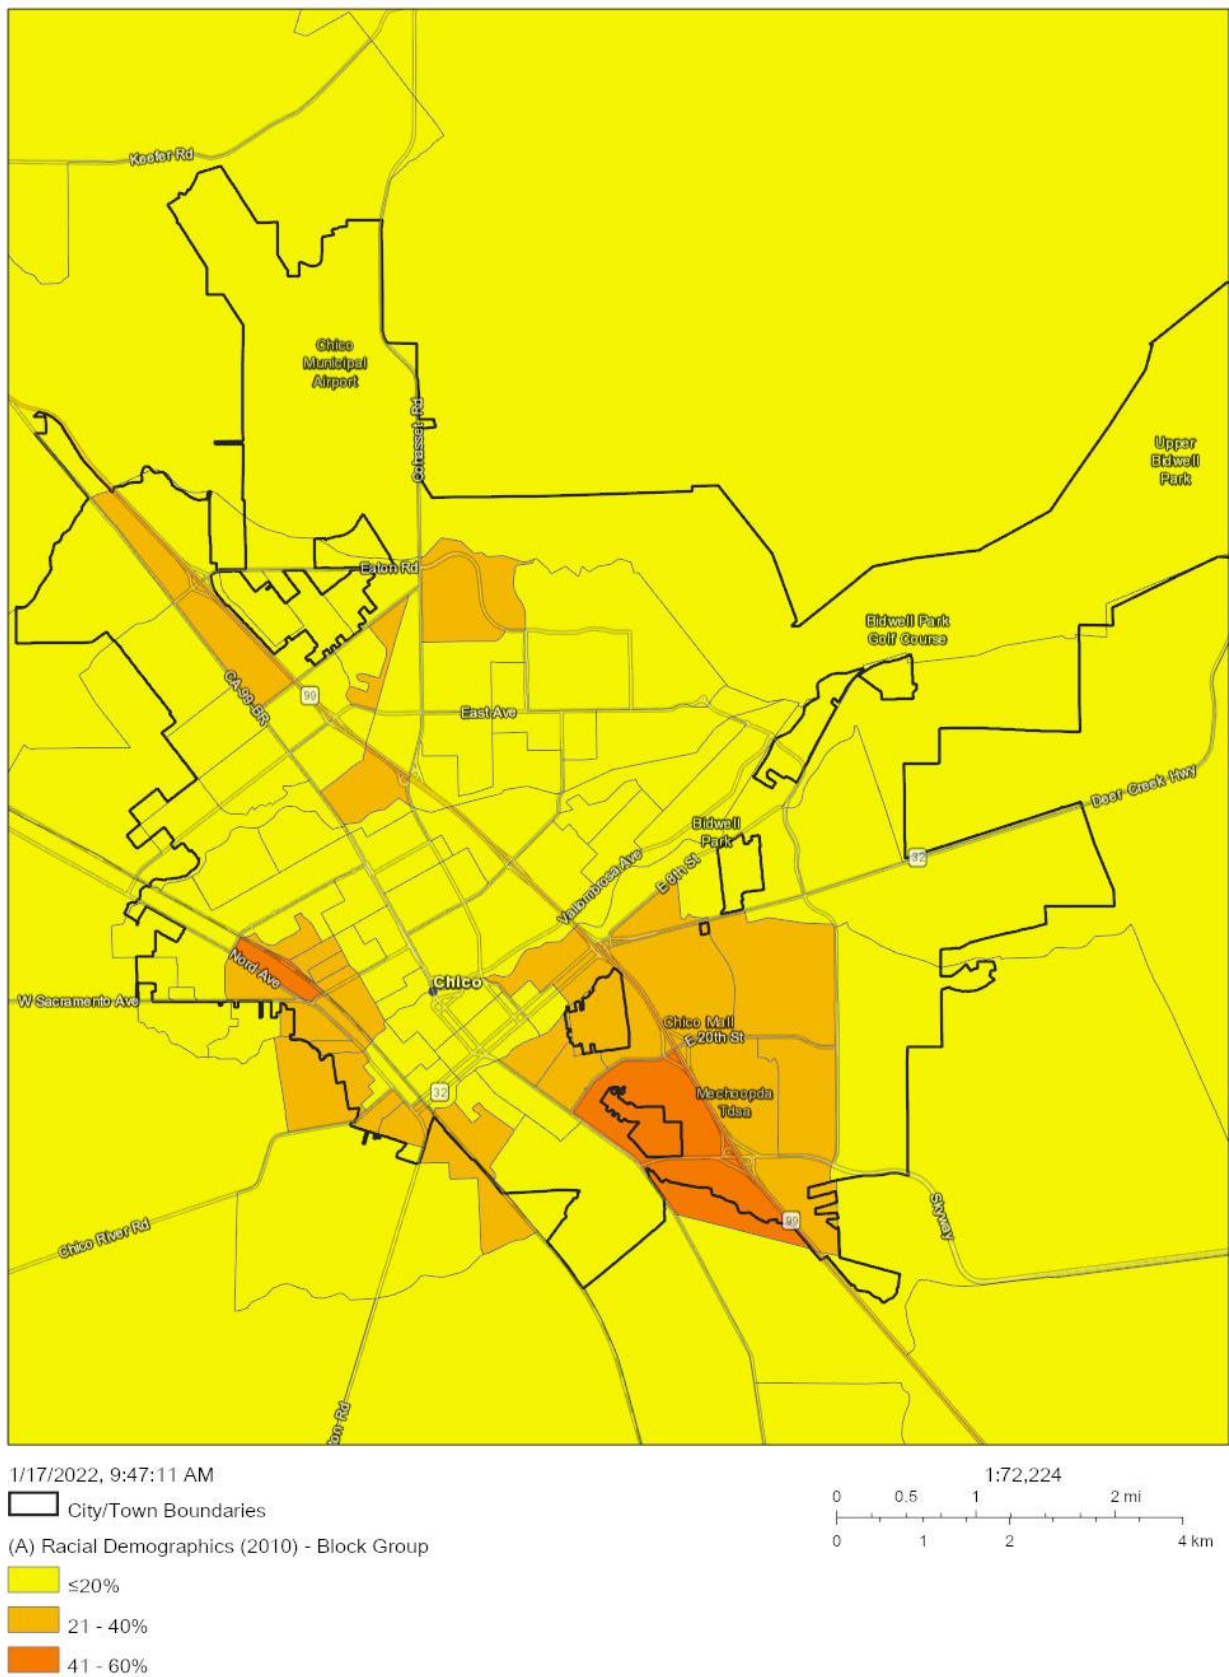 Keefer Rd
Chico
Municipal
Airport
Cohasset Rd
Upper
Bidwell
Park
Eaton Rd
Bidwell Park
Golf Course
CA-99-BR
99
East Ave
Deer Creek Hwy
Bidwell
Park
32
Vallombrosa Ave
E 8th St
Nord Ave
Chico
W Sacramento Ave
Chico Mall
E 20th St
32
Mechoopda
Tdsa
Skyway
99
Chico River Rd
ton Rd
1/17/2022, 9:47:11 AM
1:72,224
City/Town Boundaries
0 0.5 1 2 mi
0 1 2 4 km
(A) Racial Demographics (2010) - Block Group
≤20%
21 - 40%
41 - 60%